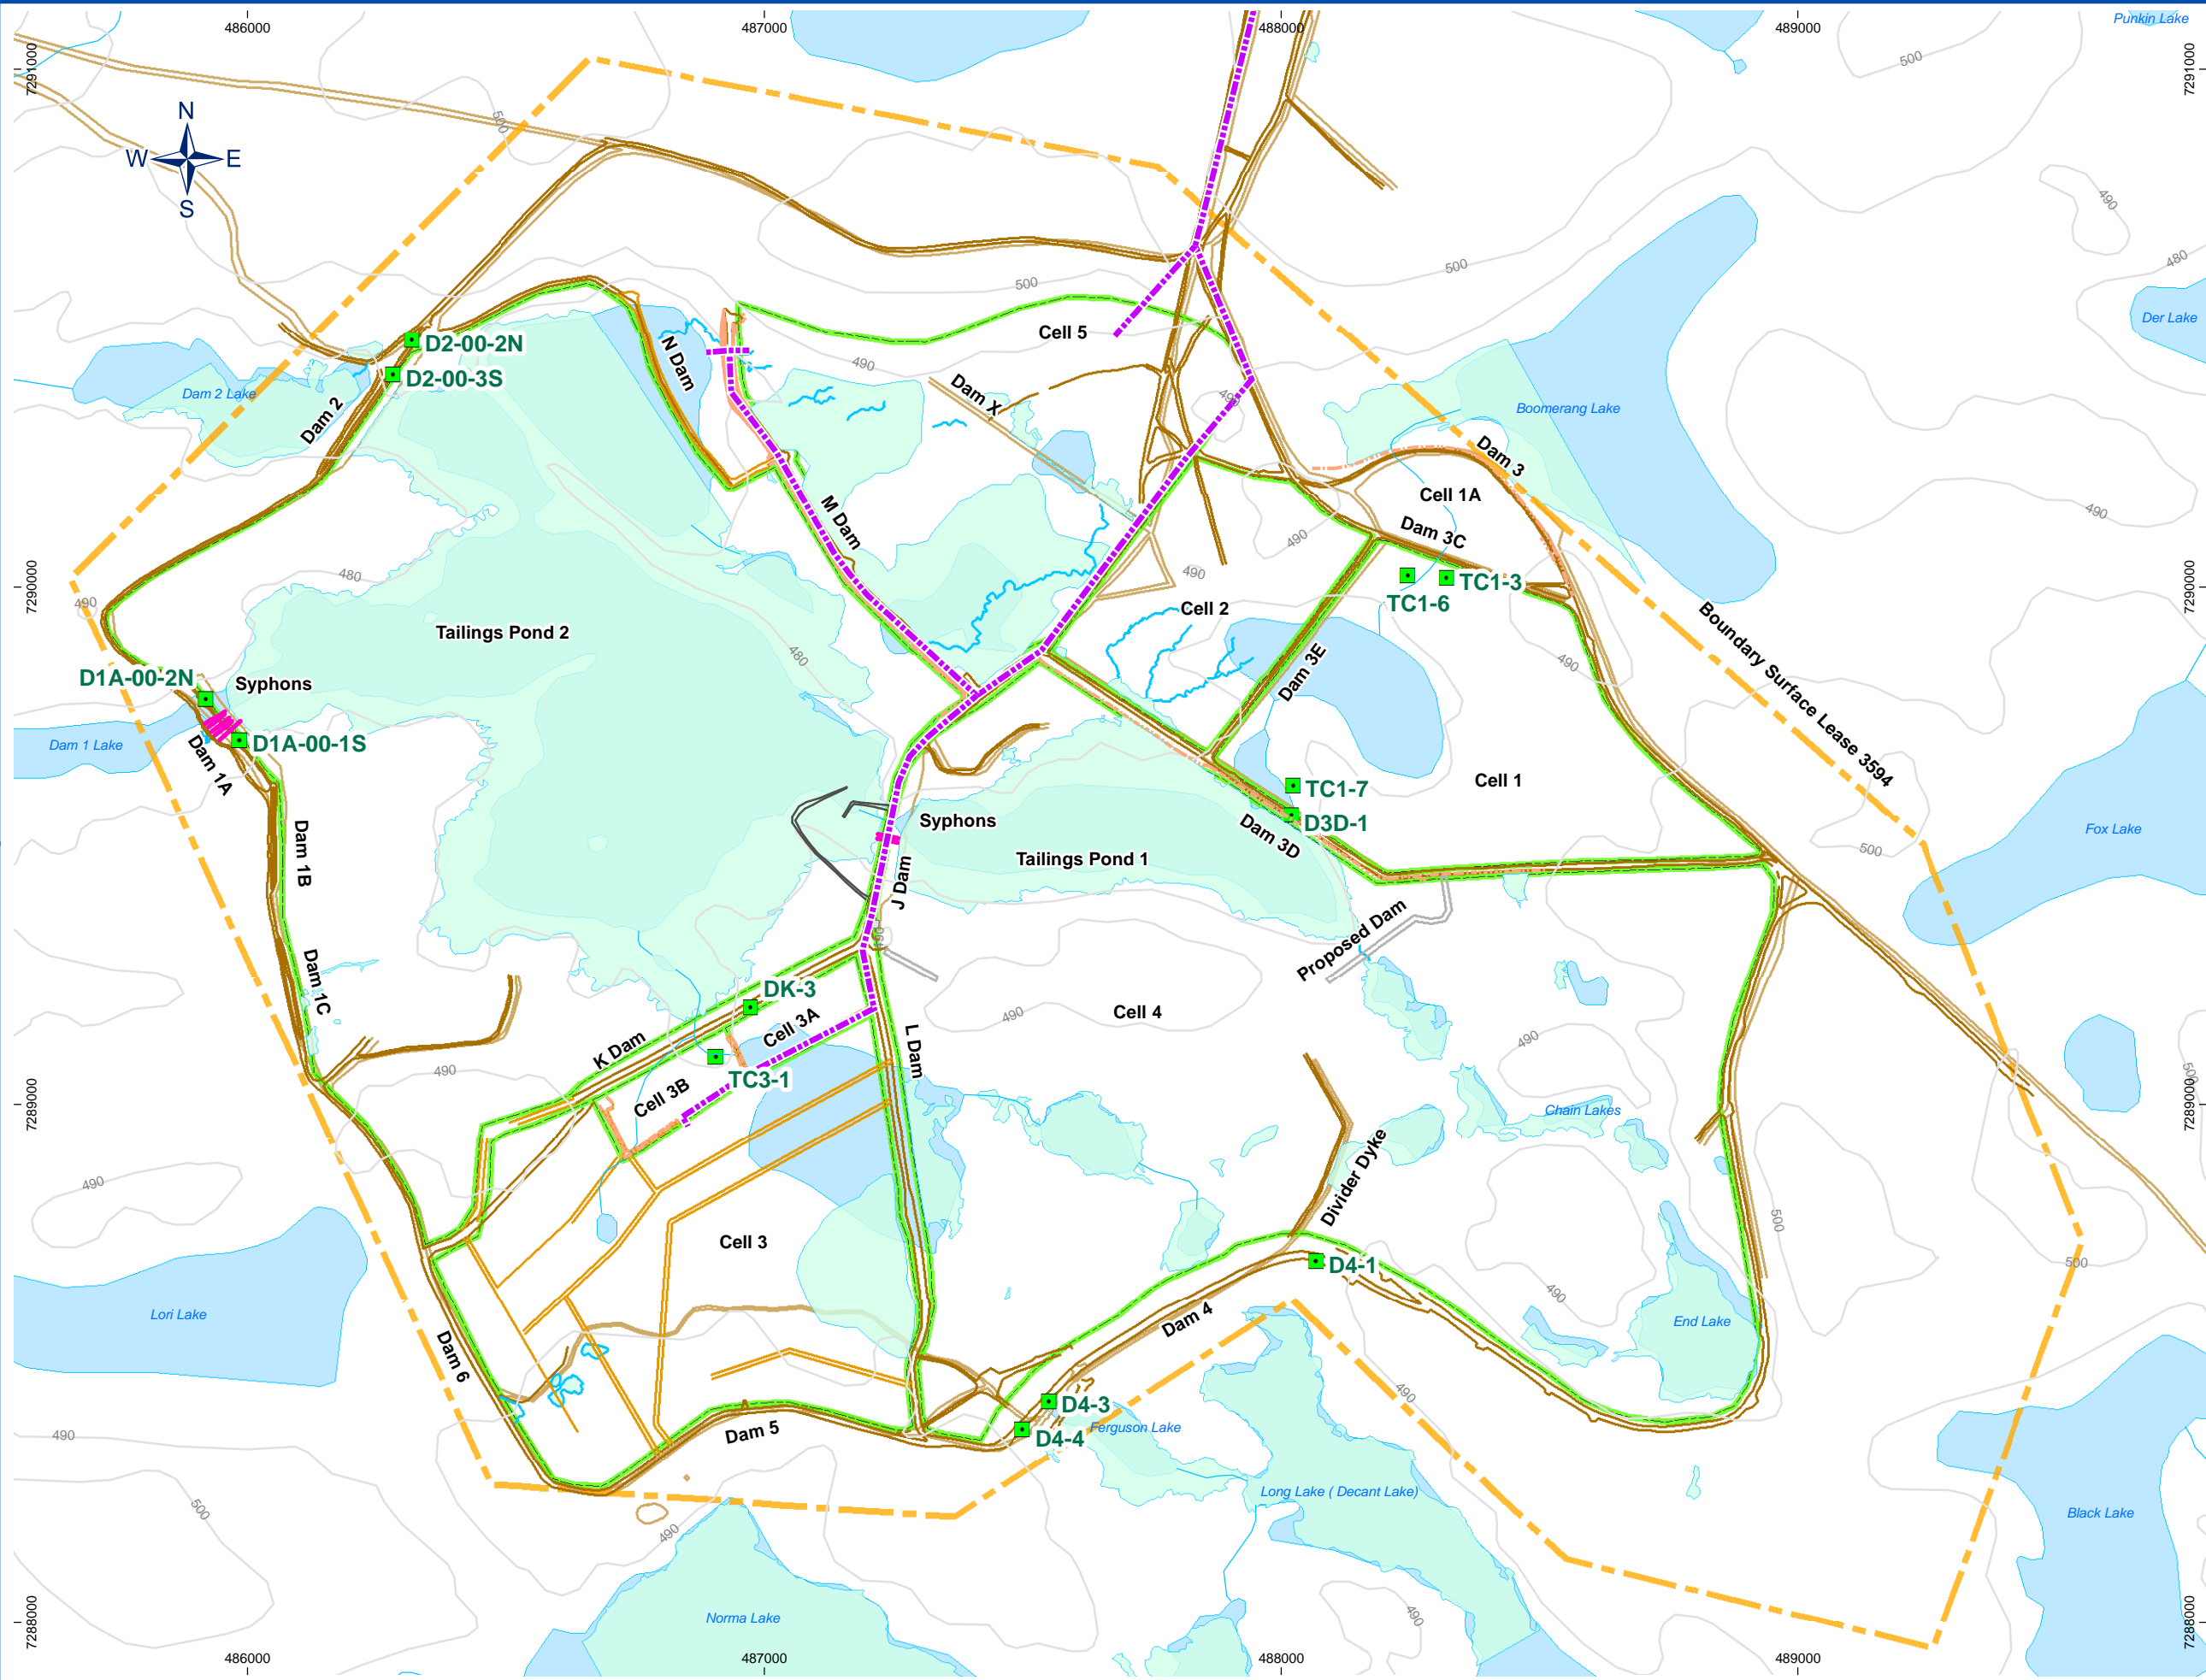 486000
487000
488000
489000
Punkin Lake
7291000
7291000
500
500
N
W E
S
490
500
500
480
Der Lake
Cell 5
D2-00-2N
N Dam
490
D2-00-3S
Dam 2 Lake
Dam X
490
Boomerang Lake
Dam 2
Dam 3
Cell 1A
M Dam
490
Dam 3C
490
490
480
TC1-3
7290000
7290000
490
TC1-6
Cell 2
Tailings Pond 2
Boundary Surface Lease 3594
480
Dam 3E
490
D1A-00-2N
Syphons
Dam 1 Lake
D1A-00-1S
Dam 1A
Cell 1
TC1-7
Syphons
D3D-1
Dam 3D
Fox Lake
Dam 1B
Tailings Pond 1
500
J Dam
Proposed Dam
490
Dam 1C
DK-3
490
Cell 4
Cell 3A
490
K Dam
L Dam
490
TC3-1
500
Cell 3B
7289000
7289000
Chain Lakes
Divider Dyke
490
500
Cell 3
D4-1
500
490
Lori Lake
Dam 4
End Lake
Dam 6
490
D4-3
Ferguson Lake
490
Dam 5
D4-4
Long Lake ( Decant Lake)
500
490
Black Lake
Norma Lake
490
7288000
7288000
486000
487000
488000
489000